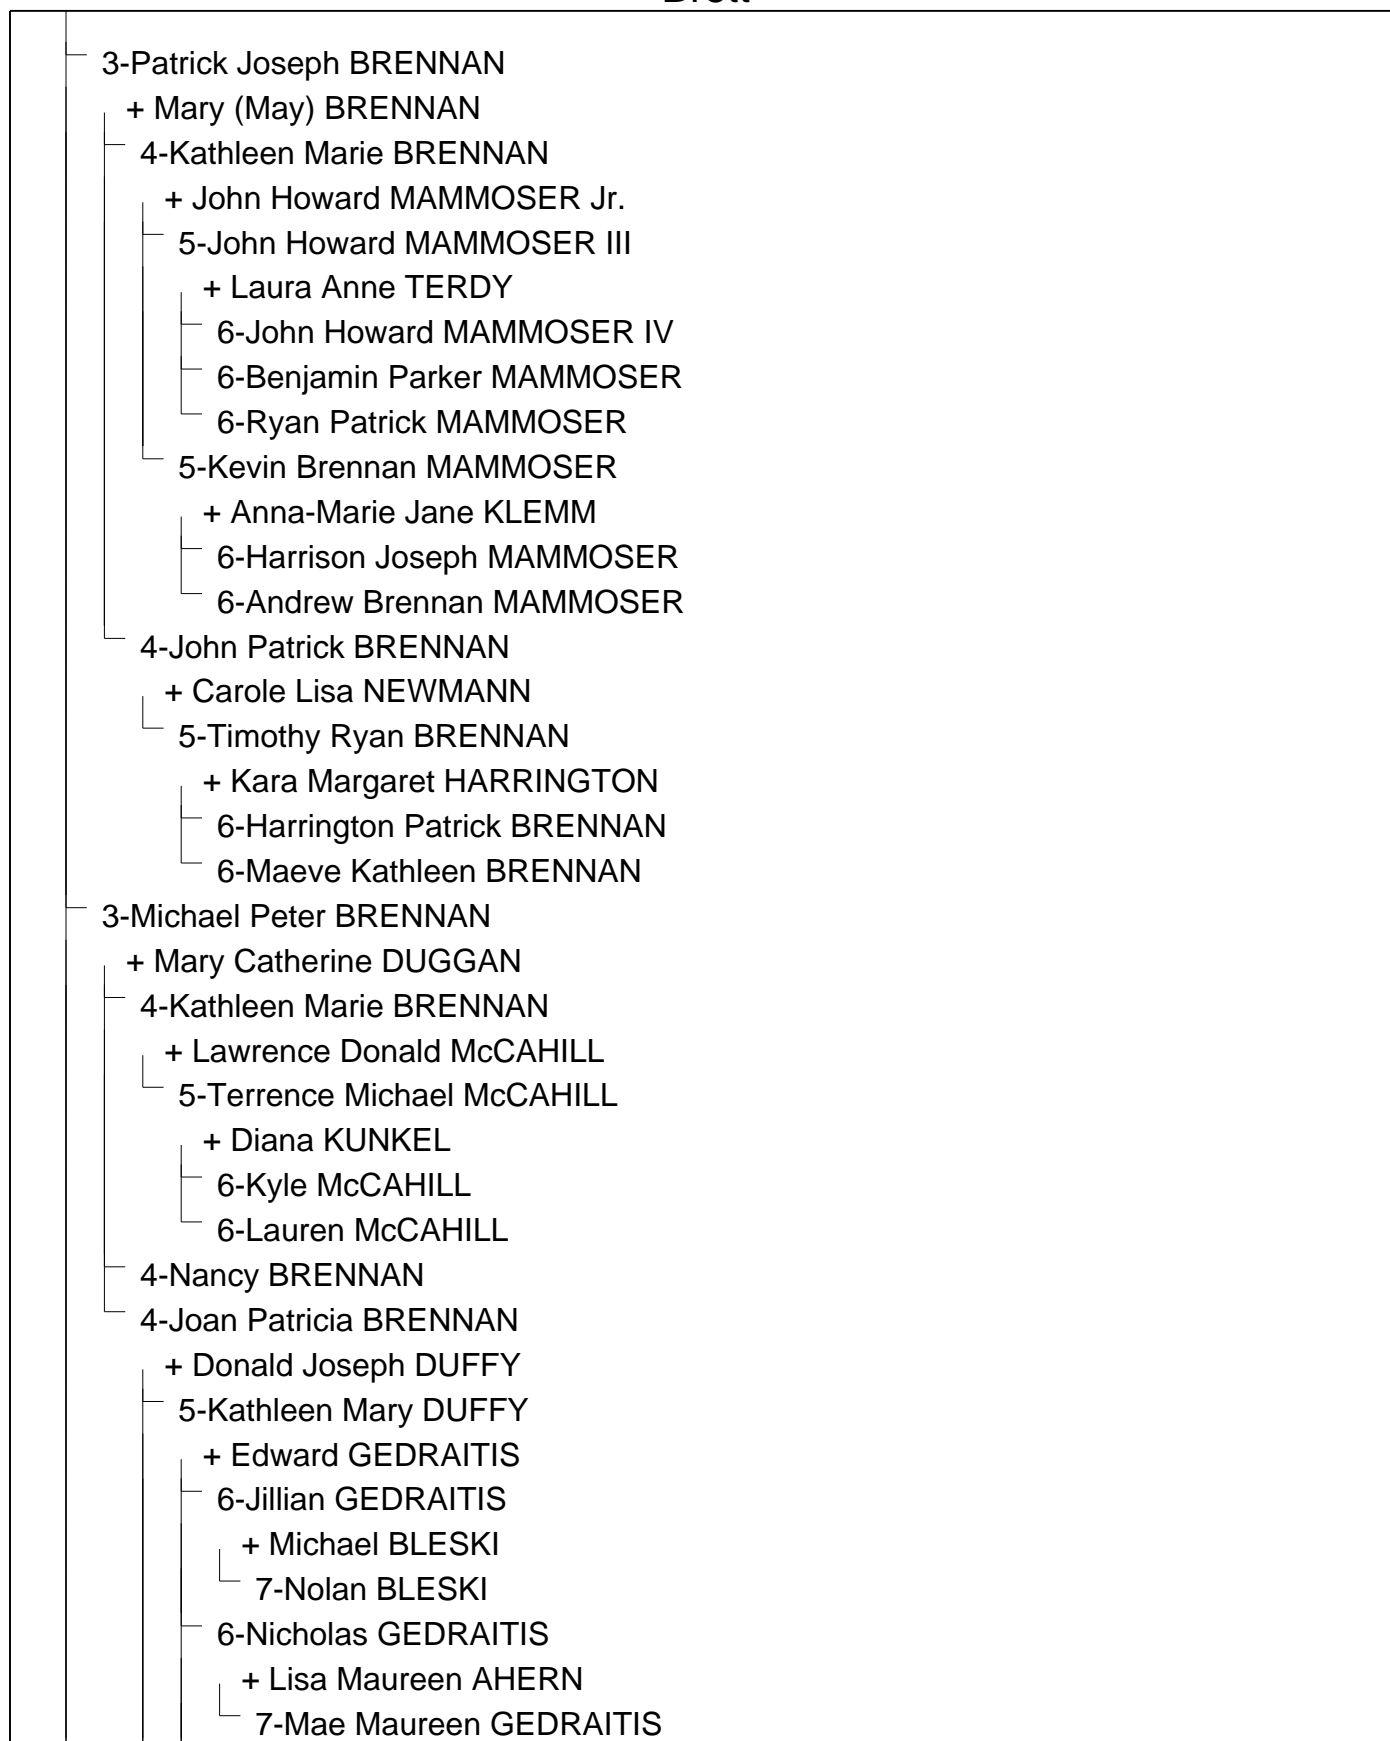 3-Patrick Joseph BRENNAN
+ Mary (May) BRENNAN
4-Kathleen Marie BRENNAN
+ John Howard MAMMOSER Jr.
5-John Howard MAMMOSER III
+ Laura Anne TERDY
6-John Howard MAMMOSER IV
6-Benjamin Parker MAMMOSER
6-Ryan Patrick MAMMOSER
5-Kevin Brennan MAMMOSER
+ Anna-Marie Jane KLEMM
6-Harrison Joseph MAMMOSER
6-Andrew Brennan MAMMOSER
4-John Patrick BRENNAN
+ Carole Lisa NEWMANN
5-Timothy Ryan BRENNAN
+ Kara Margaret HARRINGTON
6-Harrington Patrick BRENNAN
6-Maeve Kathleen BRENNAN
3-Michael Peter BRENNAN
+ Mary Catherine DUGGAN
4-Kathleen Marie BRENNAN
+ Lawrence Donald McCAHILL
5-Terrence Michael McCAHILL
+ Diana KUNKEL
6-Kyle McCAHILL
6-Lauren McCAHILL
4-Nancy BRENNAN
4-Joan Patricia BRENNAN
+ Donald Joseph DUFFY
5-Kathleen Mary DUFFY
+ Edward GEDRAITIS
6-Jillian GEDRAITIS
+ Michael BLESKI
7-Nolan BLESKI
6-Nicholas GEDRAITIS
+ Lisa Maureen AHERN
7-Mae Maureen GEDRAITIS